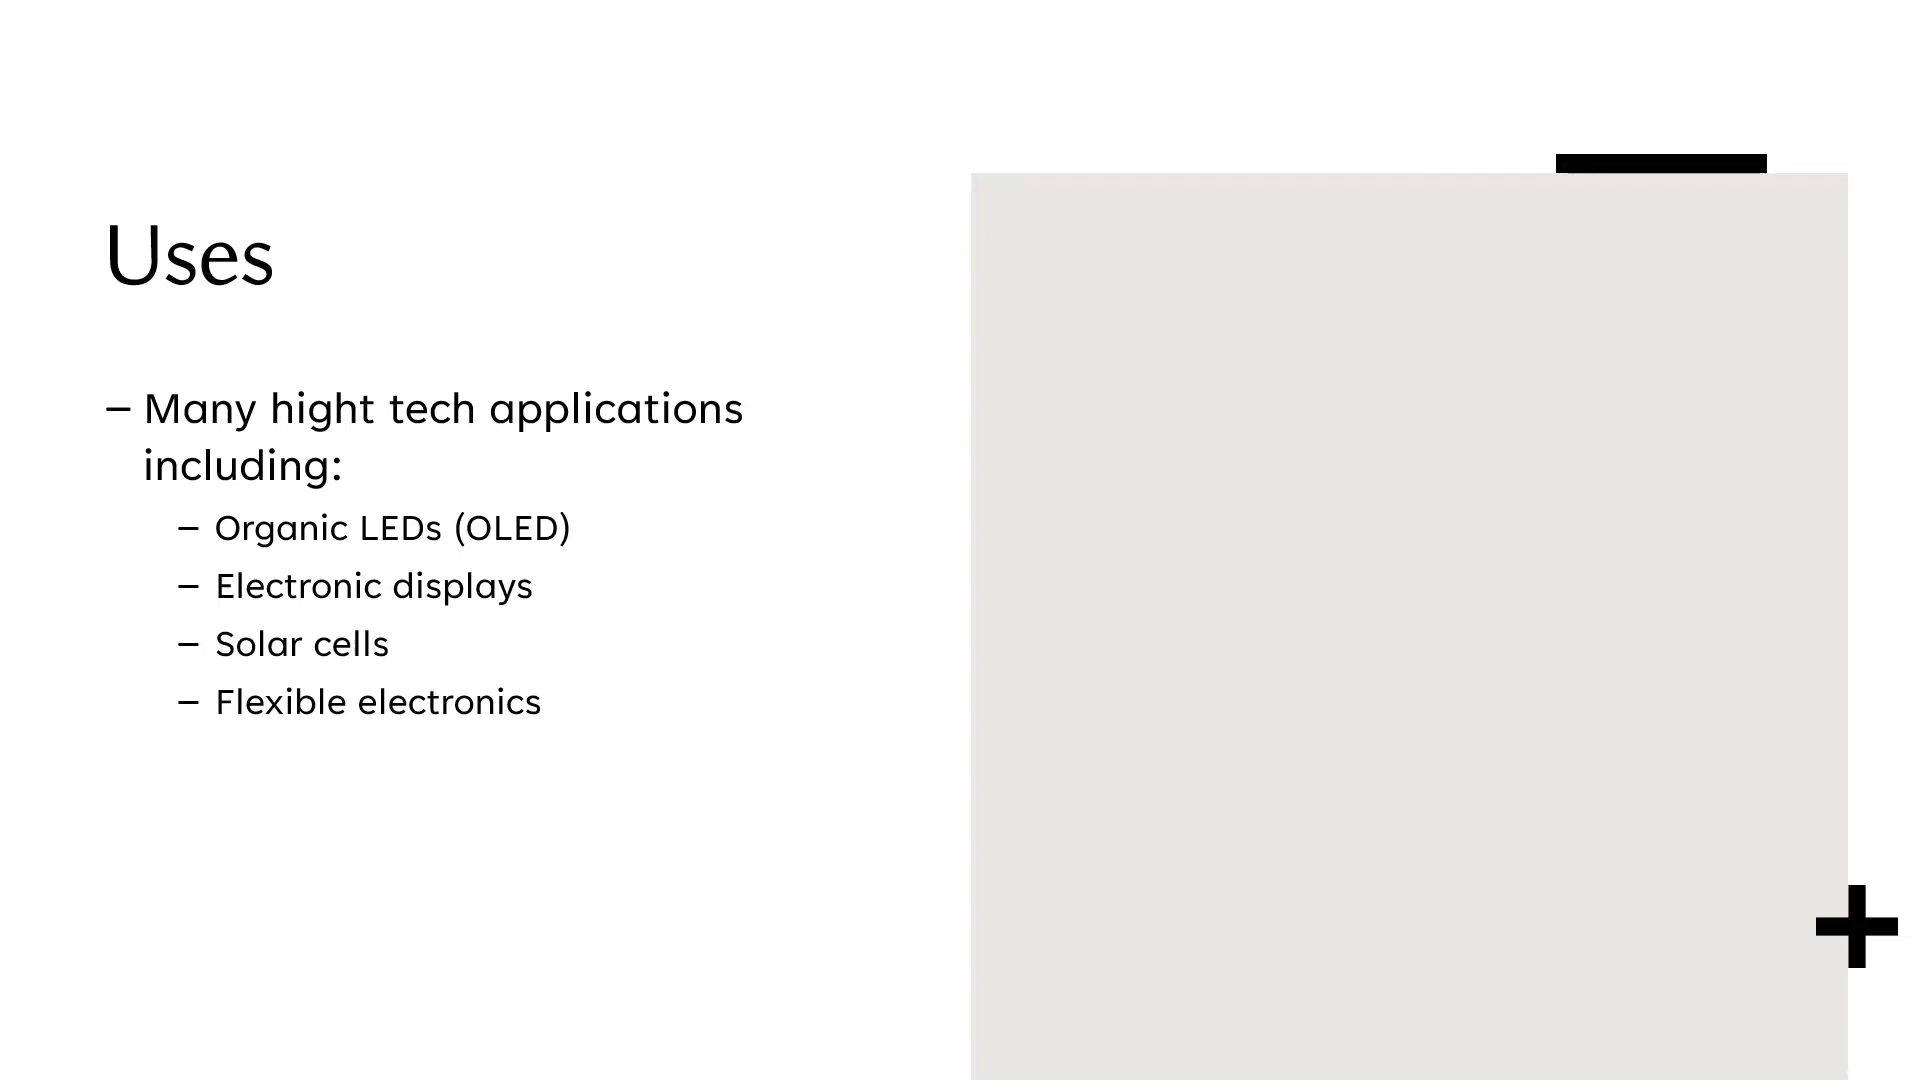 Uses
– Many hight tech applications
including:
– Organic LEDs (OLED)
– Electronic displays
– Solar cells
– Flexible electronics